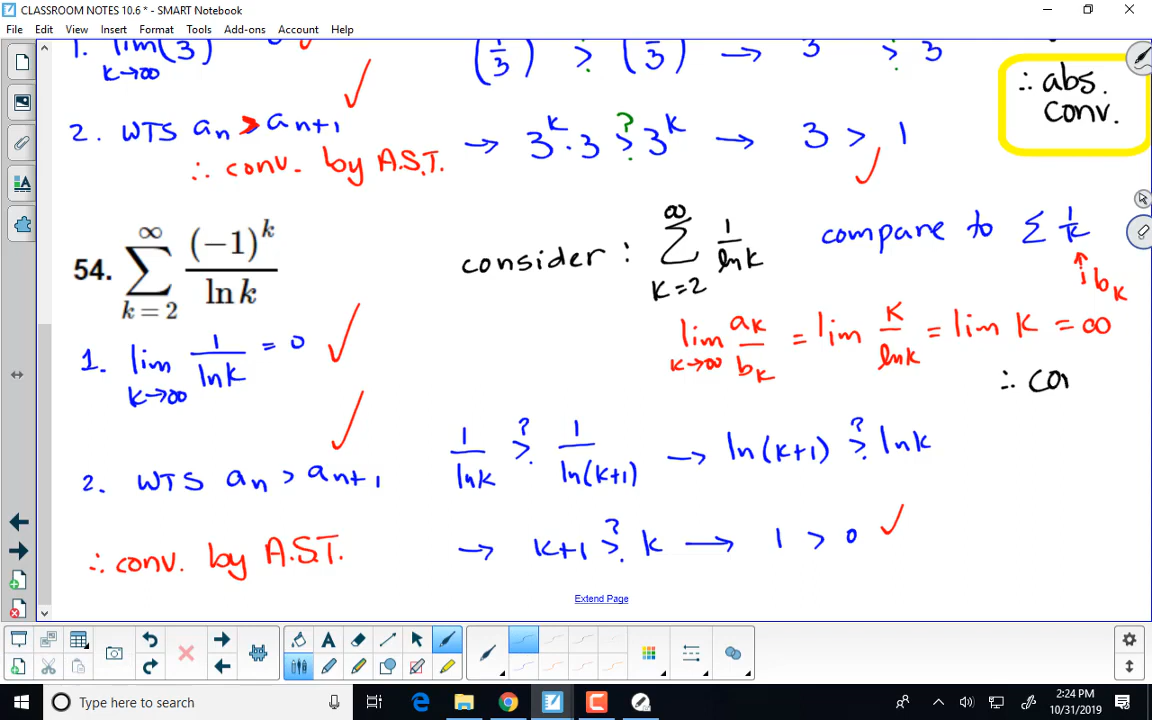 CLASSROOM NOTES 10.6 * - SMART Notebook
File Edit View Insert Format Tools Add-ons Account Help
1. lim (3)
k→∞
(1/3) > (1/3) → 3 > 3
∴ abs.
conv.
2. WTS an > an+1
→ 3^k · 3 >? 3^k → 3 > 1
∴ conv. by A.S.T.
54. ∞ ∑ k = 2 (−1)^k / ln k
consider : ∞ ∑ K=2 1/lnk
compare to ∑ 1/k
↑ bk
lim k→∞ ak/bk = lim k/lnk = lim K = ∞
∴ con
1. lim k→∞ 1/lnk = 0
2. WTS an > an+1
1/lnk >? 1/ln(k+1) → ln(k+1) >? lnk
→ k+1 >? k → 1 > 0
∴ conv. by A.S.T.
Extend Page
Type here to search
2:24 PM
10/31/2019